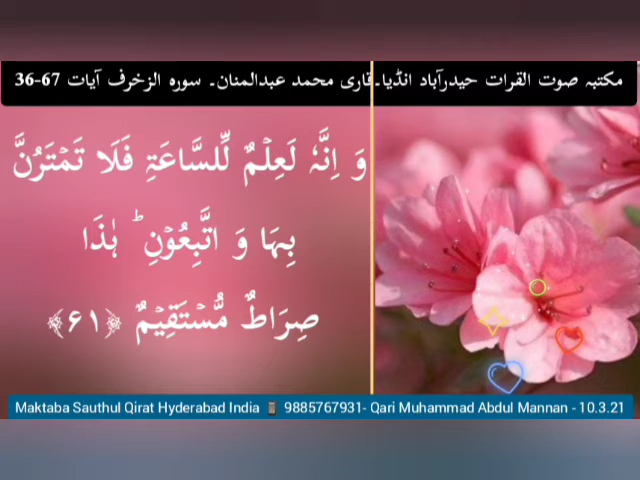 مکتبہ صوت القرات حیدرآباد انڈیا۔قاری محمد عبدالمنان۔ سورہ الزخرف آیات 67-36
وَ اِنَّہٗ لَعِلۡمٌ لِّلسَّاعَۃِ فَلَا تَمۡتَرُنَّ
بِہَا وَ اتَّبِعُوۡنِ ؕ ہٰذَا
صِرَاطٌ مُّسۡتَقِیۡمٌ ﴿۶۱﴾
Maktaba Sauthul Qirat Hyderabad India 9885767931- Qari Muhammad Abdul Mannan - 10.3.21